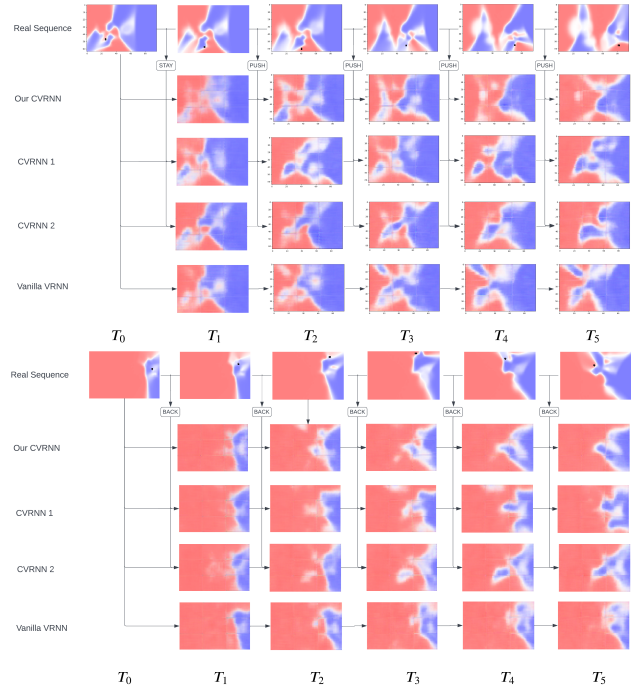 Real Sequence
STAY PUSH PUSH PUSH PUSH
Our CVRNN
CVRNN 1
CVRNN 2
Vanilla VRNN
T0 T1 T2 T3 T4 T5
Real Sequence
BACK BACK BACK BACK BACK
Our CVRNN
CVRNN 1
CVRNN 2
Vanilla VRNN
T0 T1 T2 T3 T4 T5